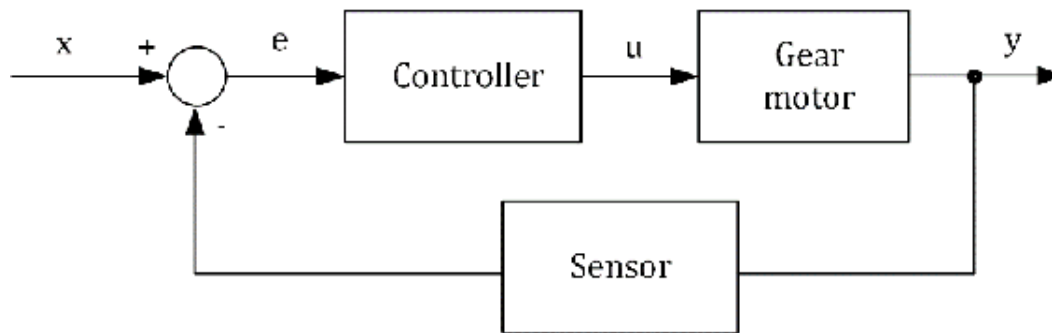 x
+
e
Controller
u
Gear
motor
y
-
Sensor